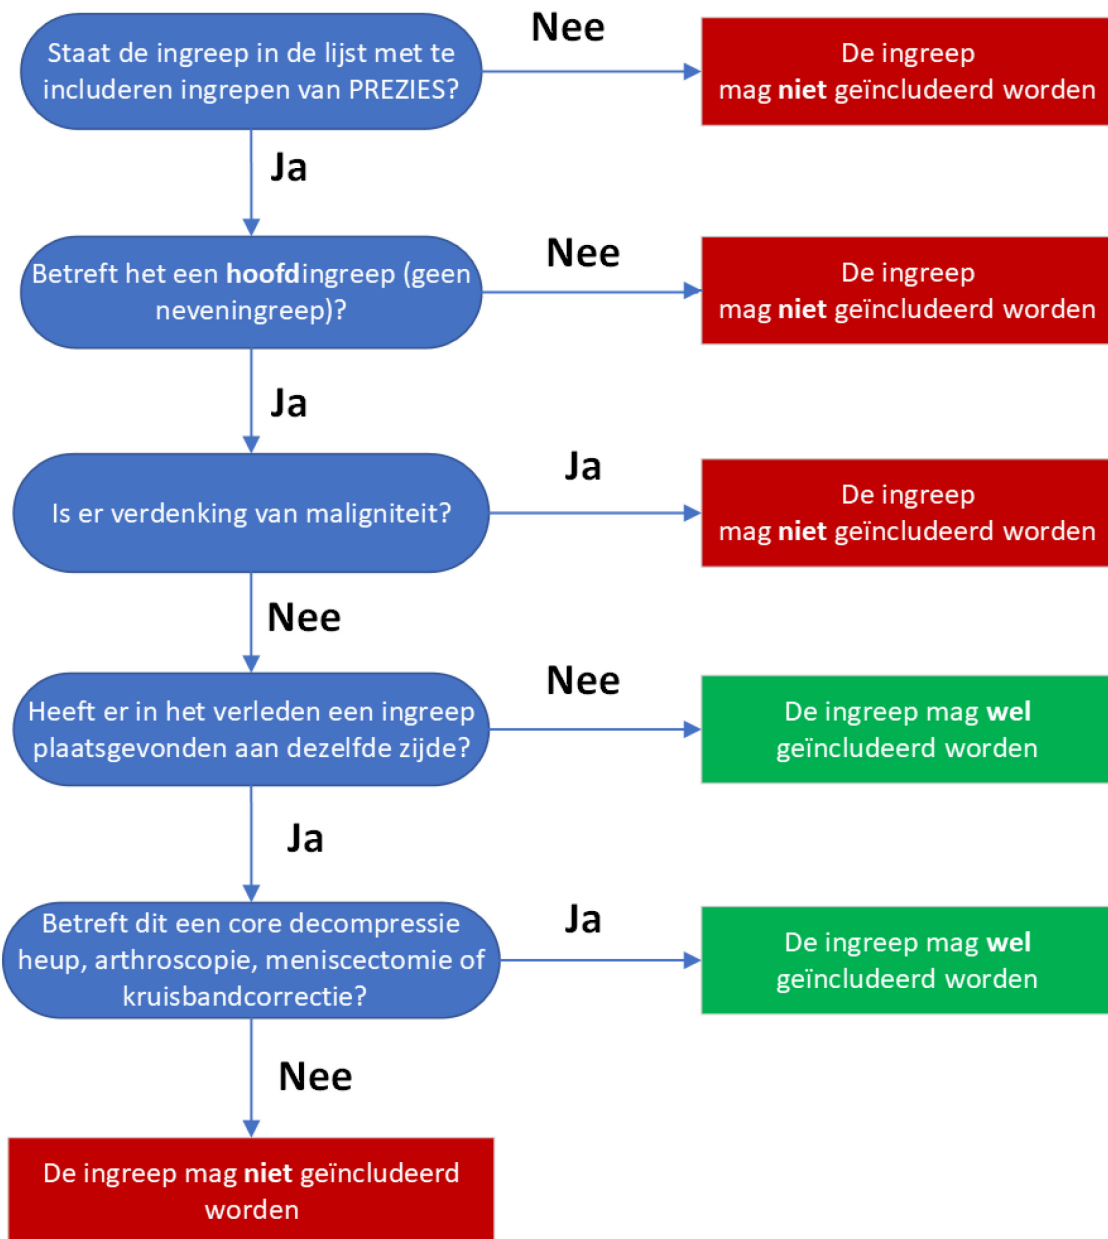 Staat de ingreep in de lijst met te
includeren ingrepen van PREZIES?
Nee
De ingreep
mag niet geïncludeerd worden
Ja
Betreft het een hoofdingreep (geen
neveningreep)?
Nee
De ingreep
mag niet geïncludeerd worden
Ja
Is er verdenking van maligniteit?
Ja
De ingreep
mag niet geïncludeerd worden
Nee
Heeft er in het verleden een ingreep
plaatsgevonden aan dezelfde zijde?
Nee
De ingreep mag wel
geïncludeerd worden
Ja
Betreft dit een core decompressie
heup, arthroscopie, meniscectomie of
kruisbandcorrectie?
Ja
De ingreep mag wel
geïncludeerd worden
Nee
De ingreep mag niet geïncludeerd
worden